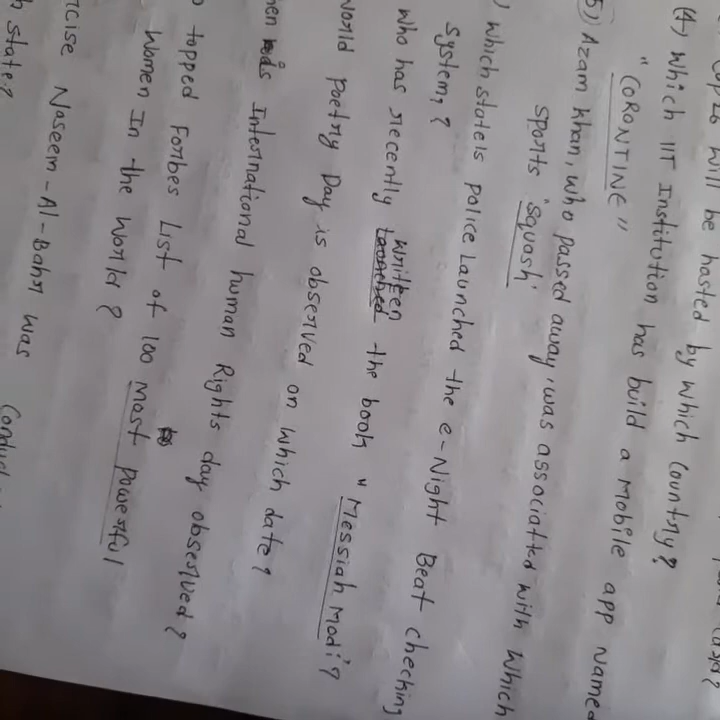 will be hosted by which country?
(4) Which IIT Institution has build a mobile app named
"CORONTINE"
5) Azam Khan, who passed away, was associatted with which
sports "squash"
) which state's police Launched the e-Night Beat checking
system,?
who has recently written the book "Messiah Modi"?
world Poetry Day is observed on which date?
International human Rights day observed?
topped Forbes List of 100 most powerful
Women In the World?
Naseem-Al-Bahr was
state?